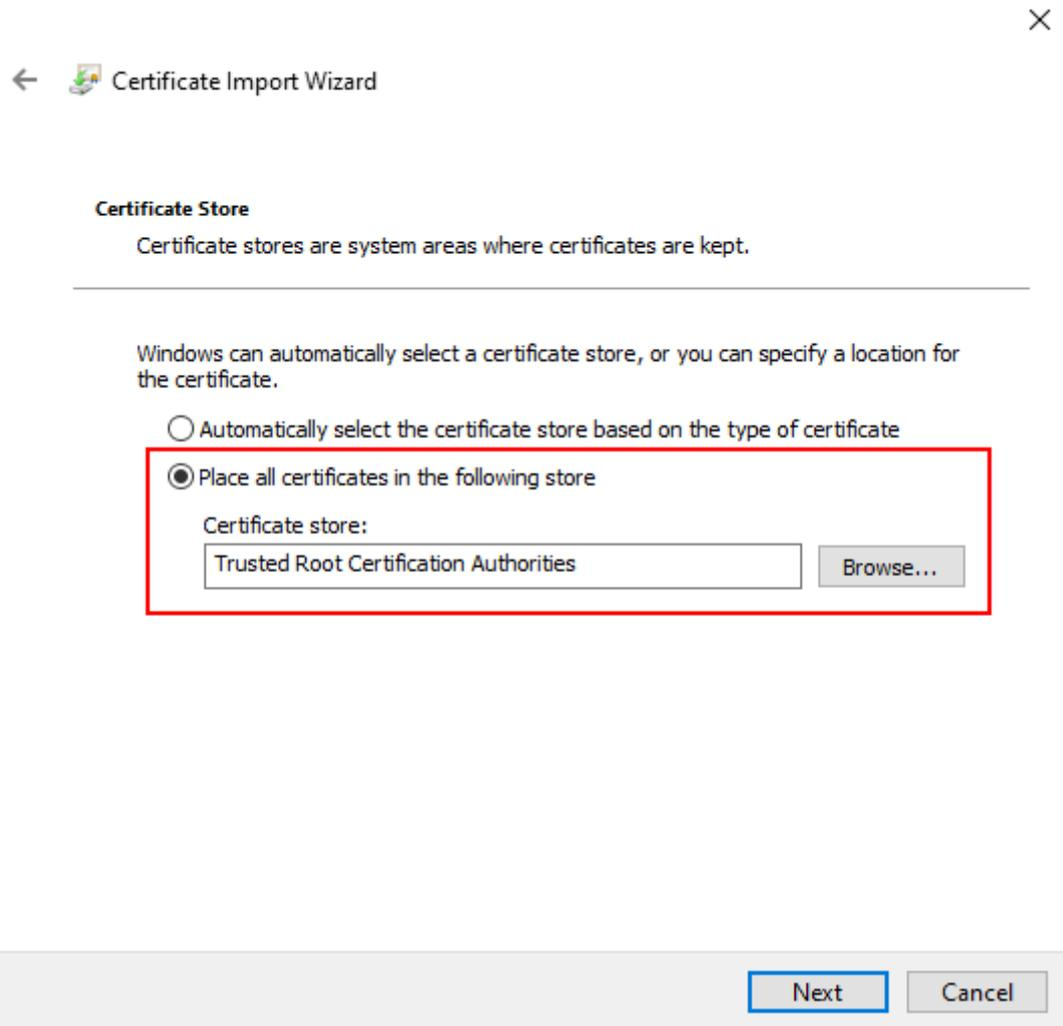 Certificate Import Wizard
Certificate Store
Certificate stores are system areas where certificates are kept.
Windows can automatically select a certificate store, or you can specify a location for
the certificate.
Automatically select the certificate store based on the type of certificate
Place all certificates in the following store
Certificate store:
Trusted Root Certification Authorities
Browse...
Next
Cancel